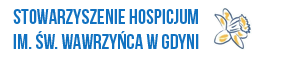 STOWARZYSZENIE HOSPICJUM
IM. ŚW. WAWRZYŃCA W GDYNI